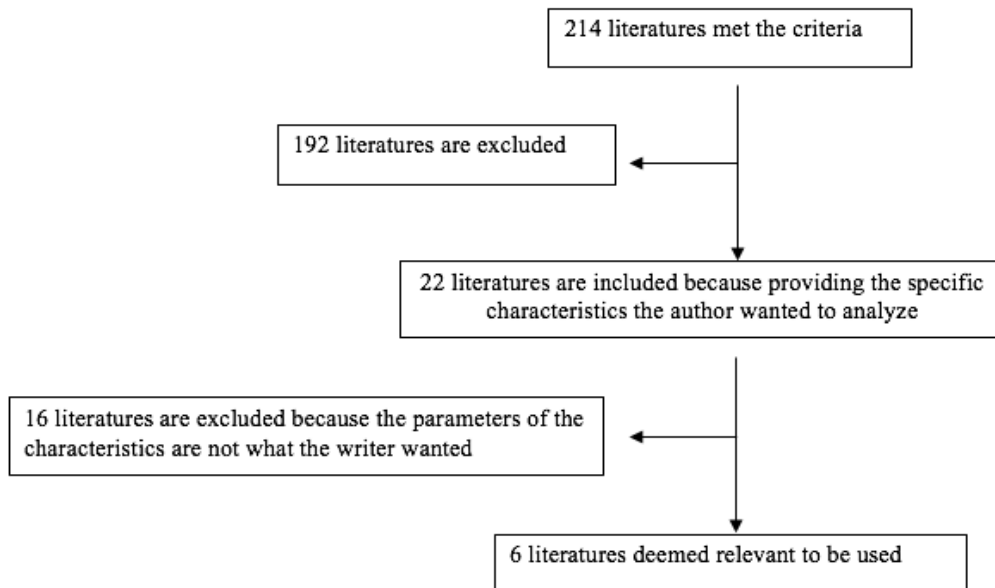 214 literatures met the criteria
192 literatures are excluded
22 literatures are included because providing the specific
characteristics the author wanted to analyze
16 literatures are excluded because the parameters of the
characteristics are not what the writer wanted
6 literatures deemed relevant to be used